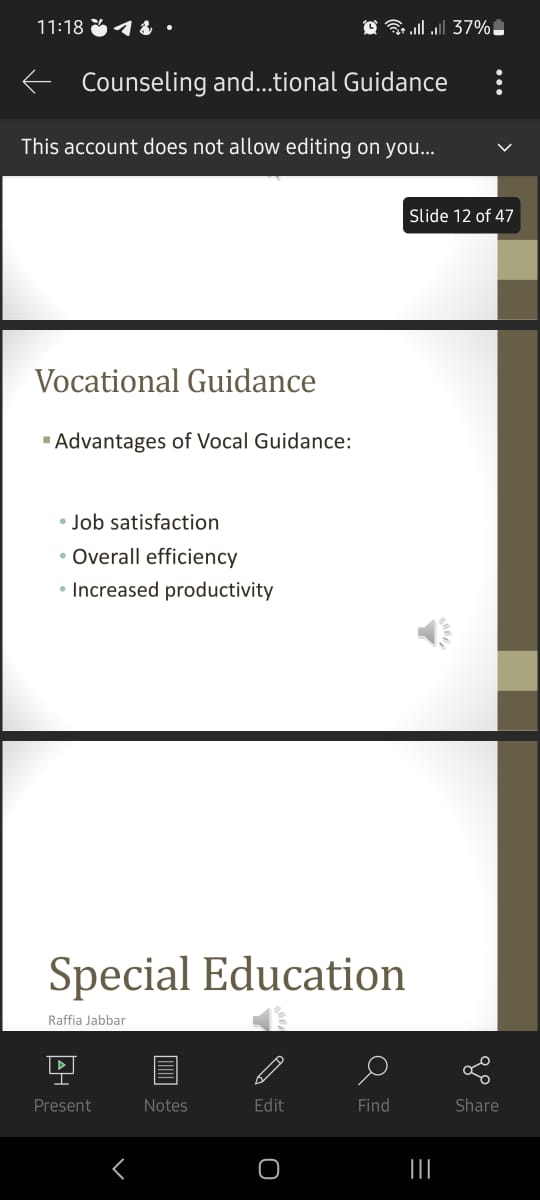 11:18
37%
Counseling and...tional Guidance
This account does not allow editing on you...
Slide 12 of 47
Vocational Guidance
Advantages of Vocal Guidance:
Job satisfaction
Overall efficiency
Increased productivity
Special Education
Raffia Jabbar
Present Notes Edit Find Share